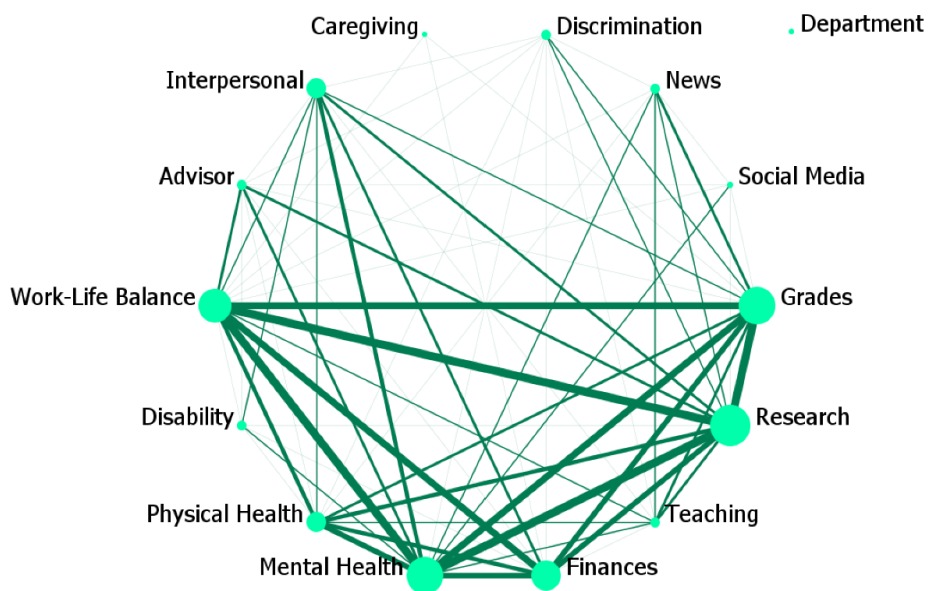 Caregiving
Discrimination
Department
Interpersonal
News
Advisor
Social Media
Work-Life Balance
Grades
Disability
Research
Physical Health
Teaching
Mental Health
Finances